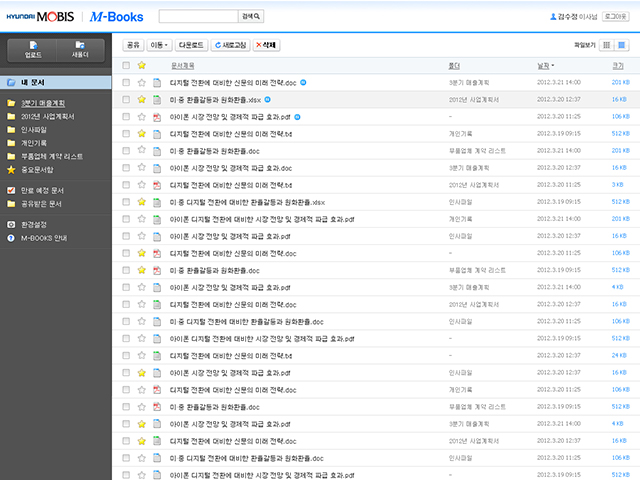 HYUNDAI MOBIS M-Books 검색 김수정 이사님 로그아웃
업로드 새폴더 공유 이동 다운로드 새로고침 삭제 파일보기
문서목록 폴더 날짜 크기
내 문서
3분기 매출계획
2012년 사업계획서
인사파일
개인기록
부품업체 계약 리스트
중요문서함
만료 예정 문서
공유받은 문서
환경설정
M-BOOKS 안내
디지털 전환에 대비한 신문의 미래 전략.doc 3분기 매출계획 2012.3.21 14:00 201 KB
미·중 환율갈등과 원화환율.xlsx 2012년 사업계획서 2012.3.20 12:37 16 KB
아이폰 시장 전망 및 경제적 파급 효과.pdf - 2012.3.20 11:25 106 KB
디지털 전환에 대비한 신문의 미래 전략.txt 개인기록 2012.3.19 09:15 512 KB
미·중 환율갈등과 원화환율.doc 부품업체 계약 리스트 2012.3.21 14:00 201 KB
아이폰 시장 전망 및 경제적 파급 효과.doc 3분기 매출계획 2012.3.20 12:37 16 KB
디지털 전환에 대비한 신문의 미래 전략.txt 2012년 사업계획서 2012.3.20 11:25 3 KB
미·중 디지털 전환에 대비한 환율갈등과 원화환율.xlsx 인사파일 2012.3.19 09:15 512 KB
아이폰 디지털 전환에 대비한 시장 전망 및 경제적 파급 효과.pdf 개인기록 2012.3.21 14:00 201 KB
아이폰 시장 전망 및 경제적 파급 효과.pdf 인사파일 2012.3.20 12:37 16 KB
디지털 전환에 대비한 신문의 미래 전략.doc - 2012.3.20 11:25 106 KB
미·중 환율갈등과 원화환율.doc 부품업체 계약 리스트 2012.3.19 09:15 512 KB
아이폰 시장 전망 및 경제적 파급 효과.pdf 3분기 매출계획 2012.3.21 14:00 4 KB
디지털 전환에 대비한 신문의 미래 전략.doc 2012년 사업계획서 2012.3.20 12:37 16 KB
미·중 디지털 전환에 대비한 환율갈등과 원화환율.doc 인사파일 2012.3.20 11:25 106 KB
아이폰 디지털 전환에 대비한 시장 전망 및 경제적 파급 효과.pdf - 2012.3.19 09:15 512 KB
디지털 전환에 대비한 신문의 미래 전략.txt - 2012.3.20 12:37 24 KB
아이폰 시장 전망 및 경제적 파급 효과.pdf 인사파일 2012.3.20 12:37 16 KB
디지털 전환에 대비한 신문의 미래 전략.doc 개인기록 2012.3.20 11:25 106 KB
미·중 환율갈등과 원화환율.doc 부품업체 계약 리스트 2012.3.19 09:15 512 KB
아이폰 시장 전망 및 경제적 파급 효과.pdf 3분기 매출계획 2012.3.21 14:00 4 KB
디지털 전환에 대비한 신문의 미래 전략.doc 2012년 사업계획서 2012.3.20 12:37 16 KB
미·중 디지털 전환에 대비한 환율갈등과 원화환율.doc 인사파일 2012.3.20 11:25 106 KB
아이폰 디지털 전환에 대비한 시장 전망 및 경제적 파급 효과.pdf - 2012.3.19 09:15 512 KB